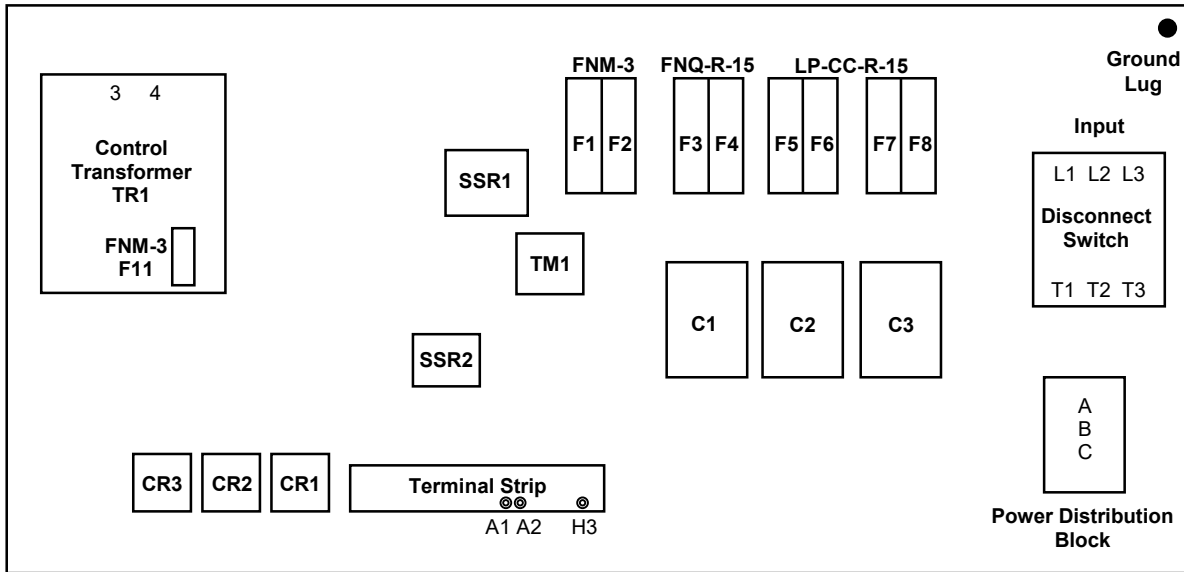 FNM-3 FNQ-R-15 LP-CC-R-15
Ground
Lug
3 4
Control
Transformer
TR1
FNM-3
F11
F1 F2 F3 F4 F5 F6 F7 F8
Input
L1 L2 L3
Disconnect
Switch
T1 T2 T3
SSR1
TM1
C1 C2 C3
SSR2
A
B
C
Power Distribution
Block
CR3 CR2 CR1
Terminal Strip
A1 A2 H3